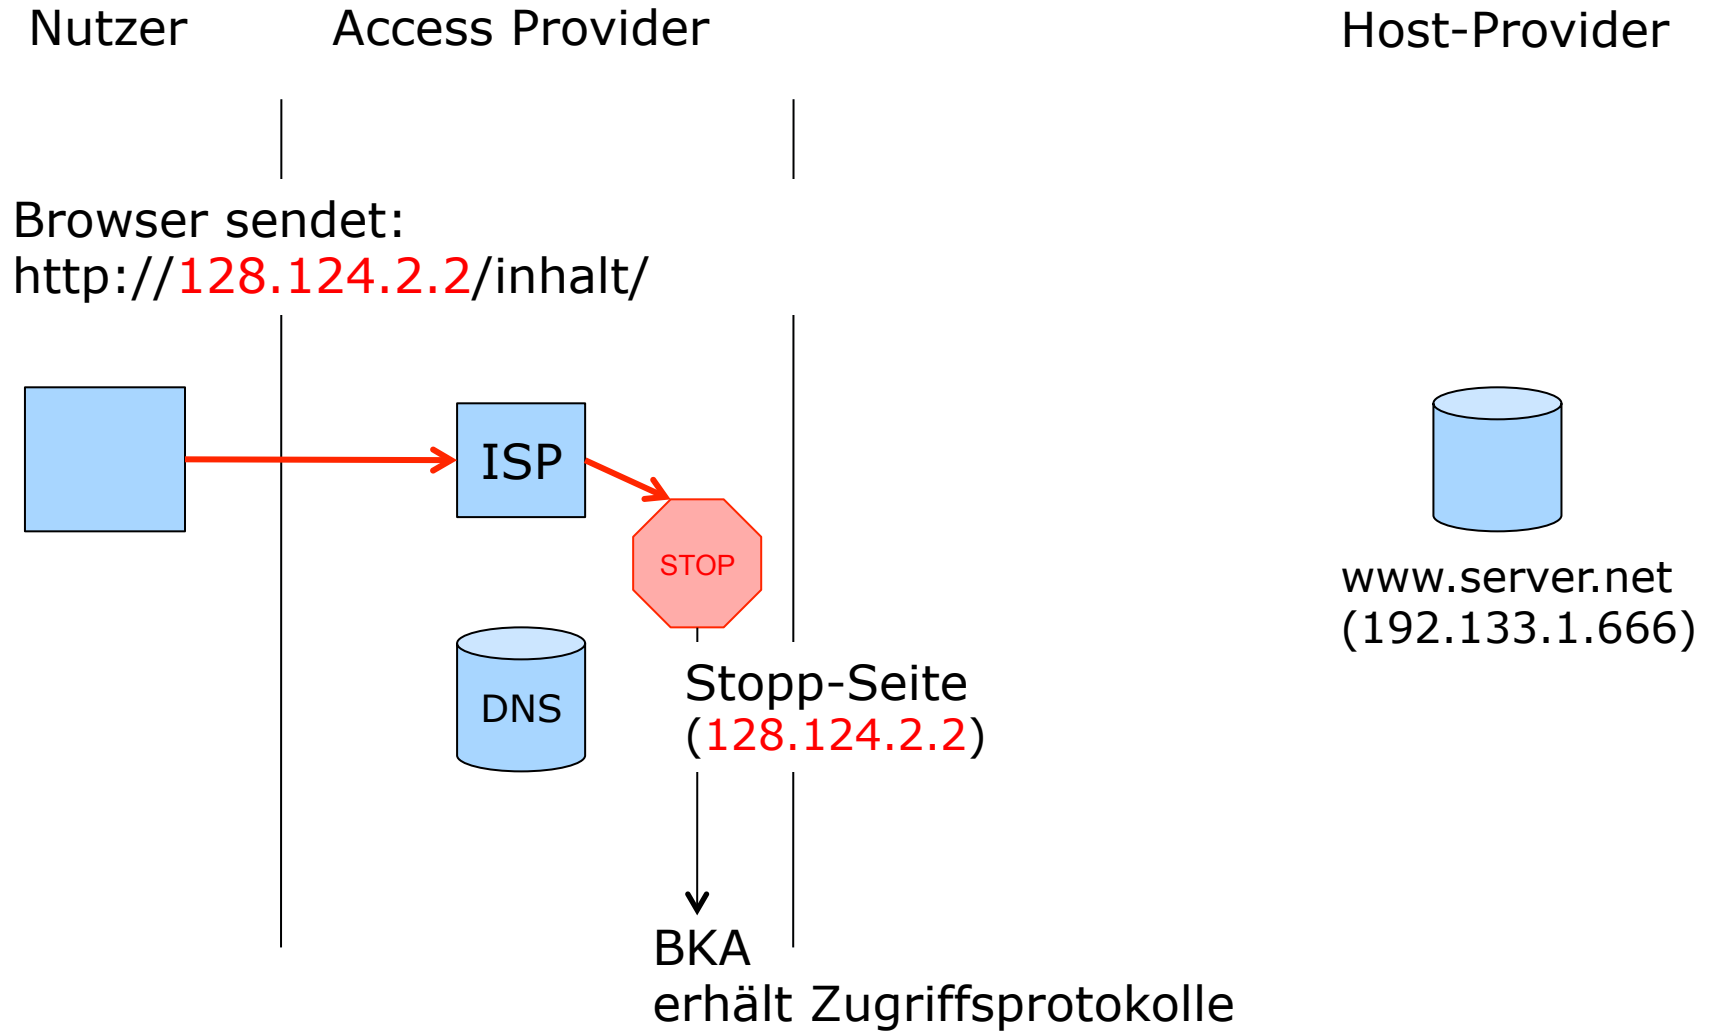 Nutzer
Access Provider
Host-Provider
Browser sendet:
http://128.124.2.2/inhalt/
ISP
STOP
DNS
Stopp-Seite
(128.124.2.2)
www.server.net
(192.133.1.666)
BKA
erhält Zugriffsprotokolle